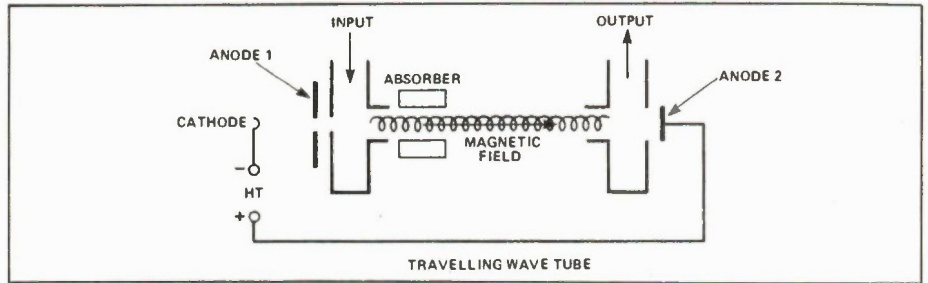 INPUT
OUTPUT
ANODE 1
ANODE 2
ABSORBER
CATHODE
MAGNETIC
FIELD
−
HT
+
TRAVELLING WAVE TUBE